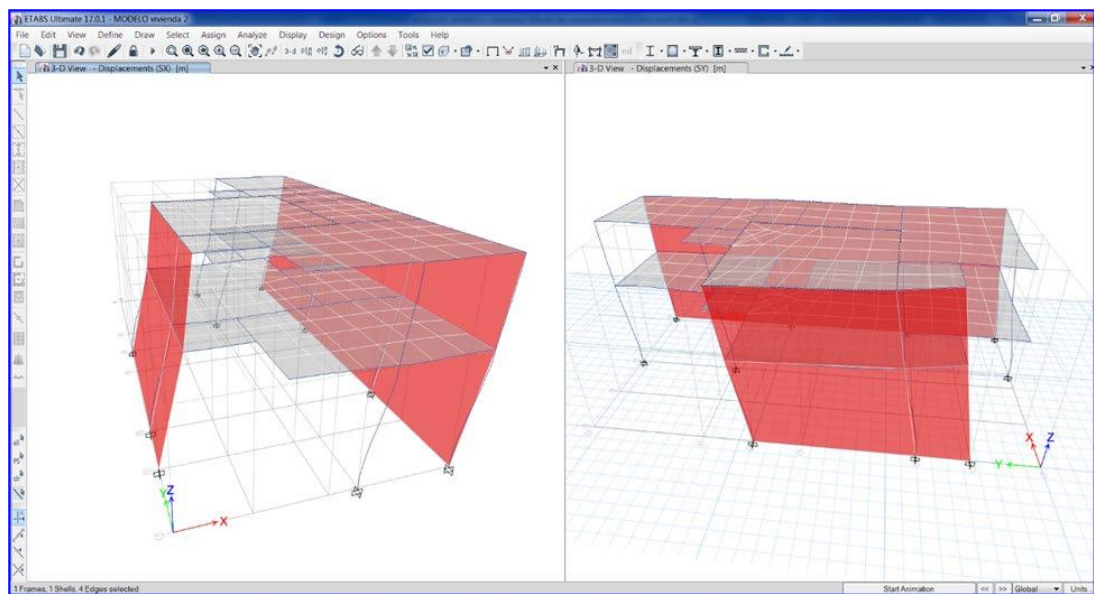 ETABS Ultimate 17.0.1 - MODELO vivienda 2
File Edit View Define Draw Select Assign Analyze Display Design Options Tools Help
3-d nd
3-D View - Displacements (SX) [m]
3-D View - Displacements (SY) [m]
X
Y
Z
X
Y
Z
1 Frames, 1 Shells, 4 Edges selected
Start Animation << >> Global Units